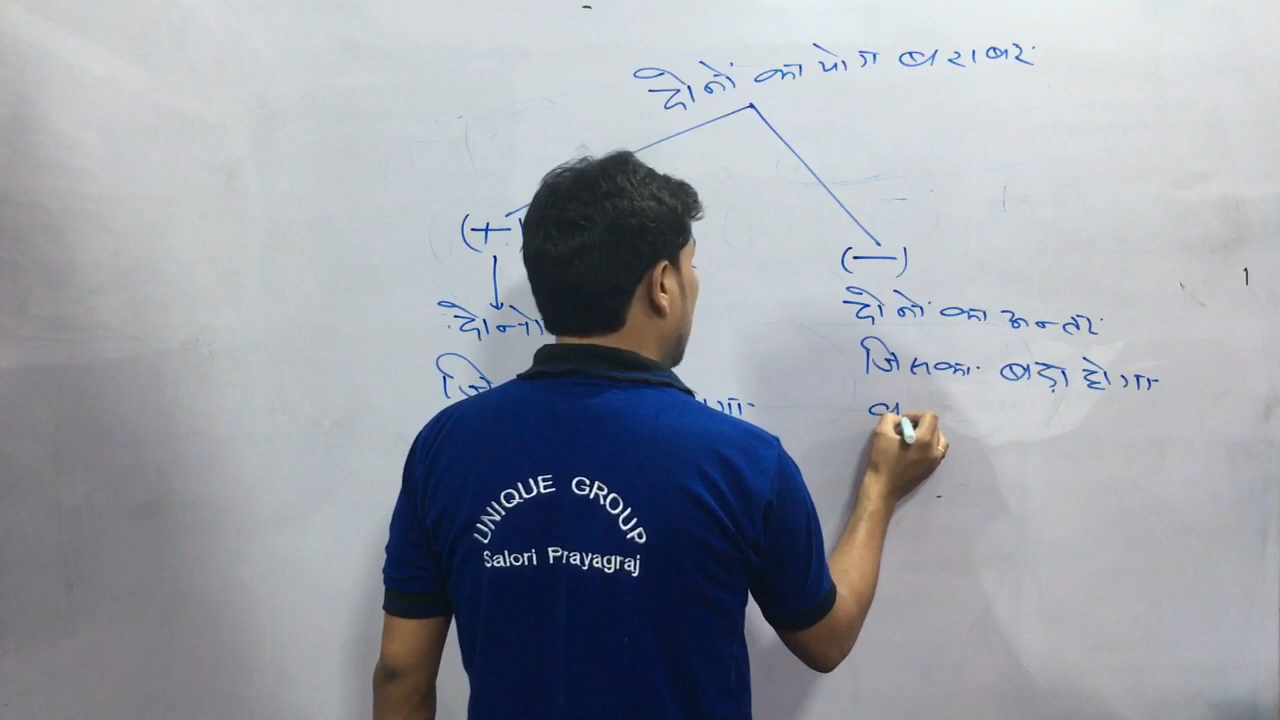 दोनों का योग बराबर
(+)
(—)
दोनो
दोनों का अन्तर
जिसका बड़ा होगा
UNIQUE GROUP
Salori Prayagraj